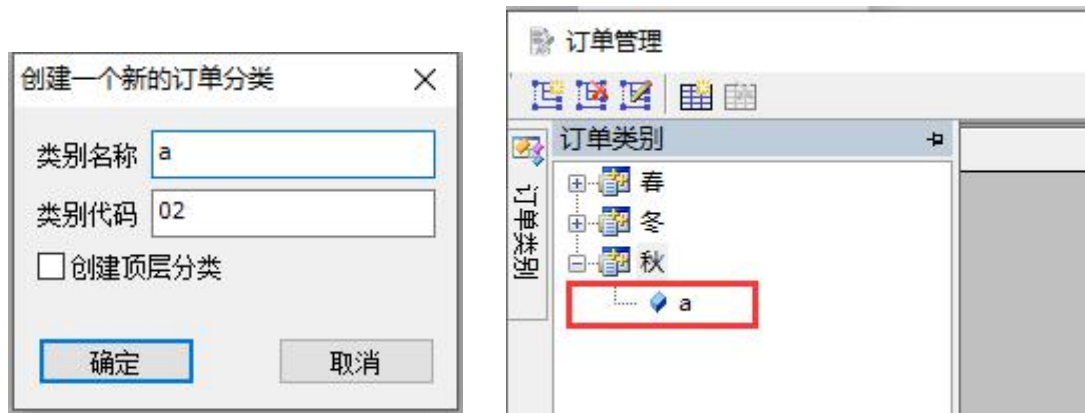 创建一个新的订单分类
类别名称 a
类别代码 02
创建顶层分类
确定 取消
订单管理
订单类别
订单类别
春
冬
秋
a